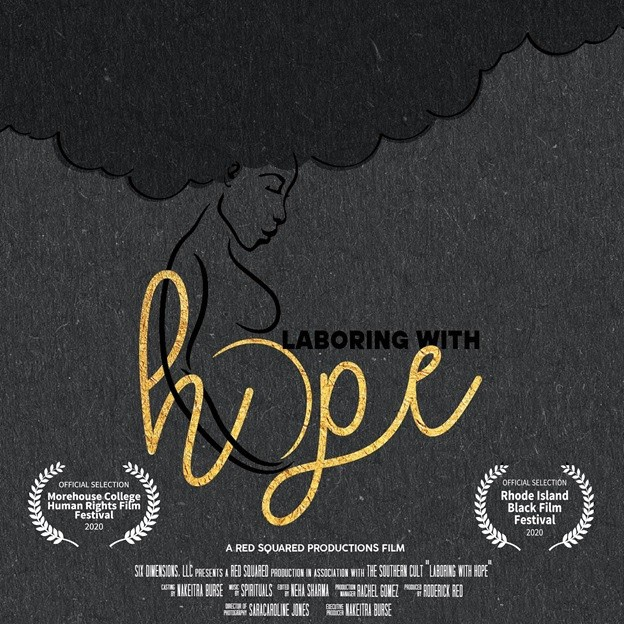 LABORING WITH
hope
OFFICIAL SELECTION
Morehouse College
Human Rights Film
Festival
2020
OFFICIAL SELECTION
Rhode Island
Black Film
Festival
2020
A RED SQUARED PRODUCTIONS FILM
SIX DIMENSIONS, LLC PRESENTS A RED SQUARED PRODUCTION IN ASSOCIATION WITH THE SOUTHERN CULT "LABORING WITH HOPE"
CASTING BY NAKEITRA BURSE MUSIC BY SPIRITUALS EDITED BY NEHA SHARMA PRODUCTION MANAGER RACHEL GOMEZ PRODUCED BY RODERICK RED
DIRECTOR OF PHOTOGRAPHY SARACAROLINE JONES EXECUTIVE PRODUCER NAKEITRA BURSE